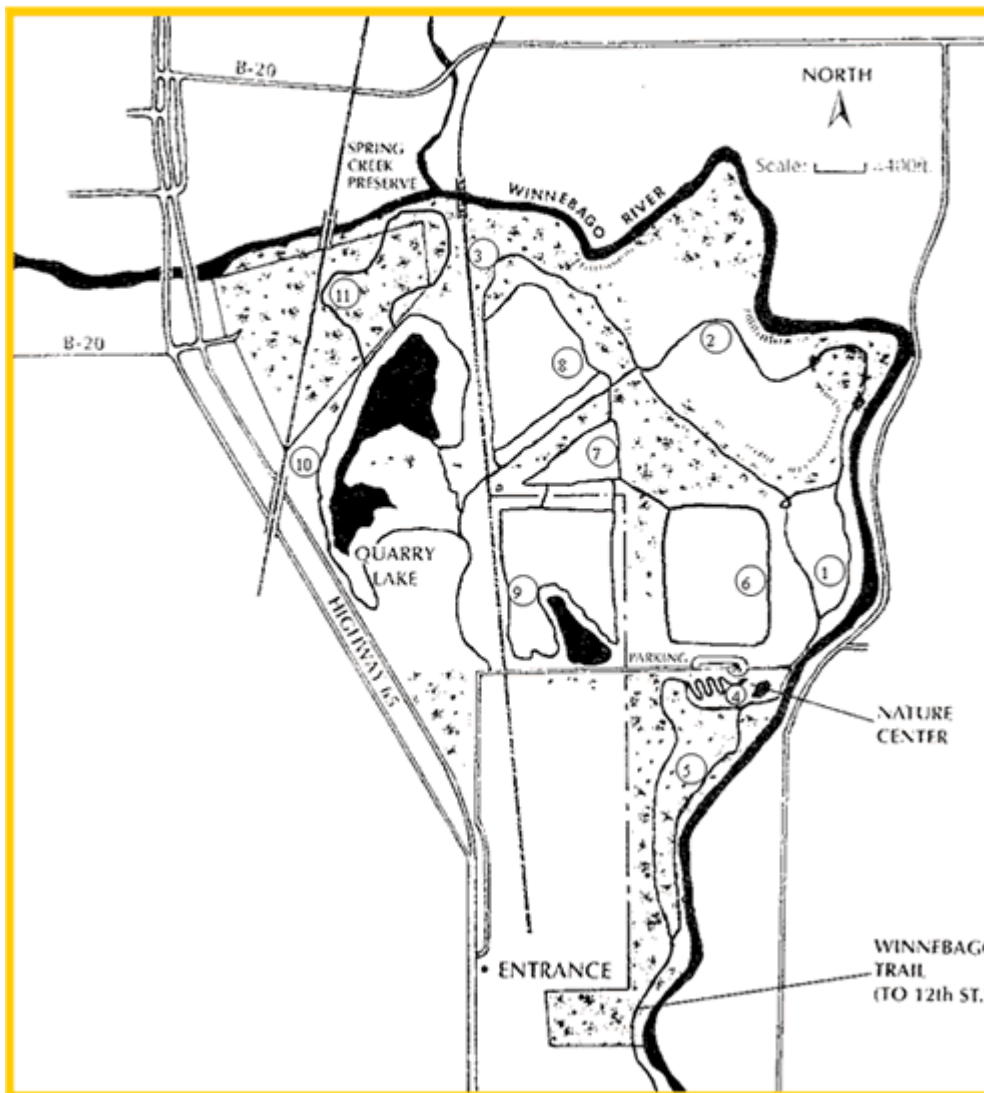 B-20
NORTH
SPRING
CREEK
PRESERVE
Scale:
=400ft.
WINNEBAGO RIVER
3
11
B-20
2
8
7
10
QUARRY
LAKE
9
6
1
HIGHWAY 65
PARKING
4
NATURE
CENTER
5
WINNEBAGO
TRAIL
(TO 12th ST.
• ENTRANCE